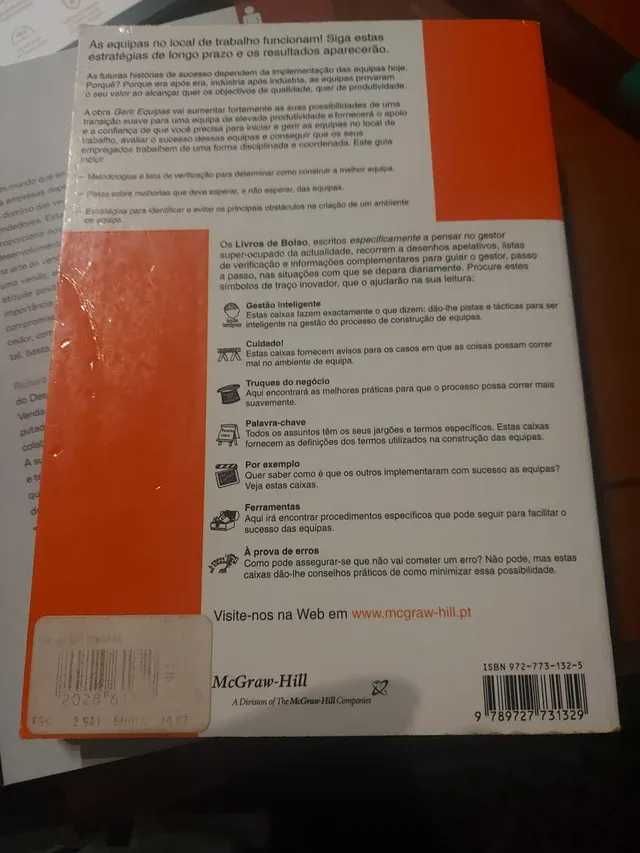 As equipas no local de trabalho funcionam! Siga estas
estratégias de longo prazo e os resultados aparecerão.
As futuras histórias de sucesso dependem da implementação das equipas hoje.
Porquê? Porque era após era, indústria após indústria, as equipas provaram
o seu valor ao alcançar quer os objectivos de qualidade, quer de produtividade.
A obra Gerir Equipas vai aumentar fortemente as suas possibilidades de uma
transição suave para uma equipa de elevada produtividade e fornecerá o apoio
e a confiança de que você precisa para iniciar e gerir as equipas no local de
trabalho, avaliar o sucesso dessas equipas e conseguir que os seus
empregados trabalhem de uma forma disciplinada e coordenada. Este guia
inclui:
– Metodologias e lista de verificação para determinar como construir a melhor equipa.
– Pistas sobre melhorias que deve esperar, e não esperar, das equipas.
– Estratégias para identificar e evitar os principais obstáculos na criação de um ambiente
de equipa.
Os Livros de Bolso, escritos especificamente a pensar no gestor
super-ocupado da actualidade, recorrem a desenhos apelativos, listas
de verificação e informações complementares para guiar o gestor, passo
a passo, nas situações com que se depara diariamente. Procure estes
símbolos de traço inovador, que o ajudarão na sua leitura:
Gestão Inteligente
Estas caixas fazem exactamente o que dizem: dão-lhe pistas e tácticas para ser
inteligente na gestão do processo de construção de equipas.
Cuidado!
Estas caixas fornecem avisos para os casos em que as coisas possam correr
mal no ambiente de equipa.
Truques do negócio
Aqui encontrará as melhores práticas para que o processo possa correr mais
suavemente.
Palavra-chave
Todos os assuntos têm os seus jargões e termos específicos. Estas caixas
fornecem as definições dos termos utilizados na construção das equipas.
Por exemplo
Quer saber como é que os outros implementaram com sucesso as equipas?
Veja estas caixas.
Ferramentas
Aqui irá encontrar procedimentos específicos que pode seguir para facilitar o
sucesso das equipas.
À prova de erros
Como pode assegurar-se que não vai cometer um erro? Não pode, mas estas
caixas dão-lhe conselhos práticos de como minimizar essa possibilidade.
Visite-nos na Web em www.mcgraw-hill.pt
McGraw-Hill
A Division of The McGraw-Hill Companies
ISBN 972-773-132-5
9 789727 731329